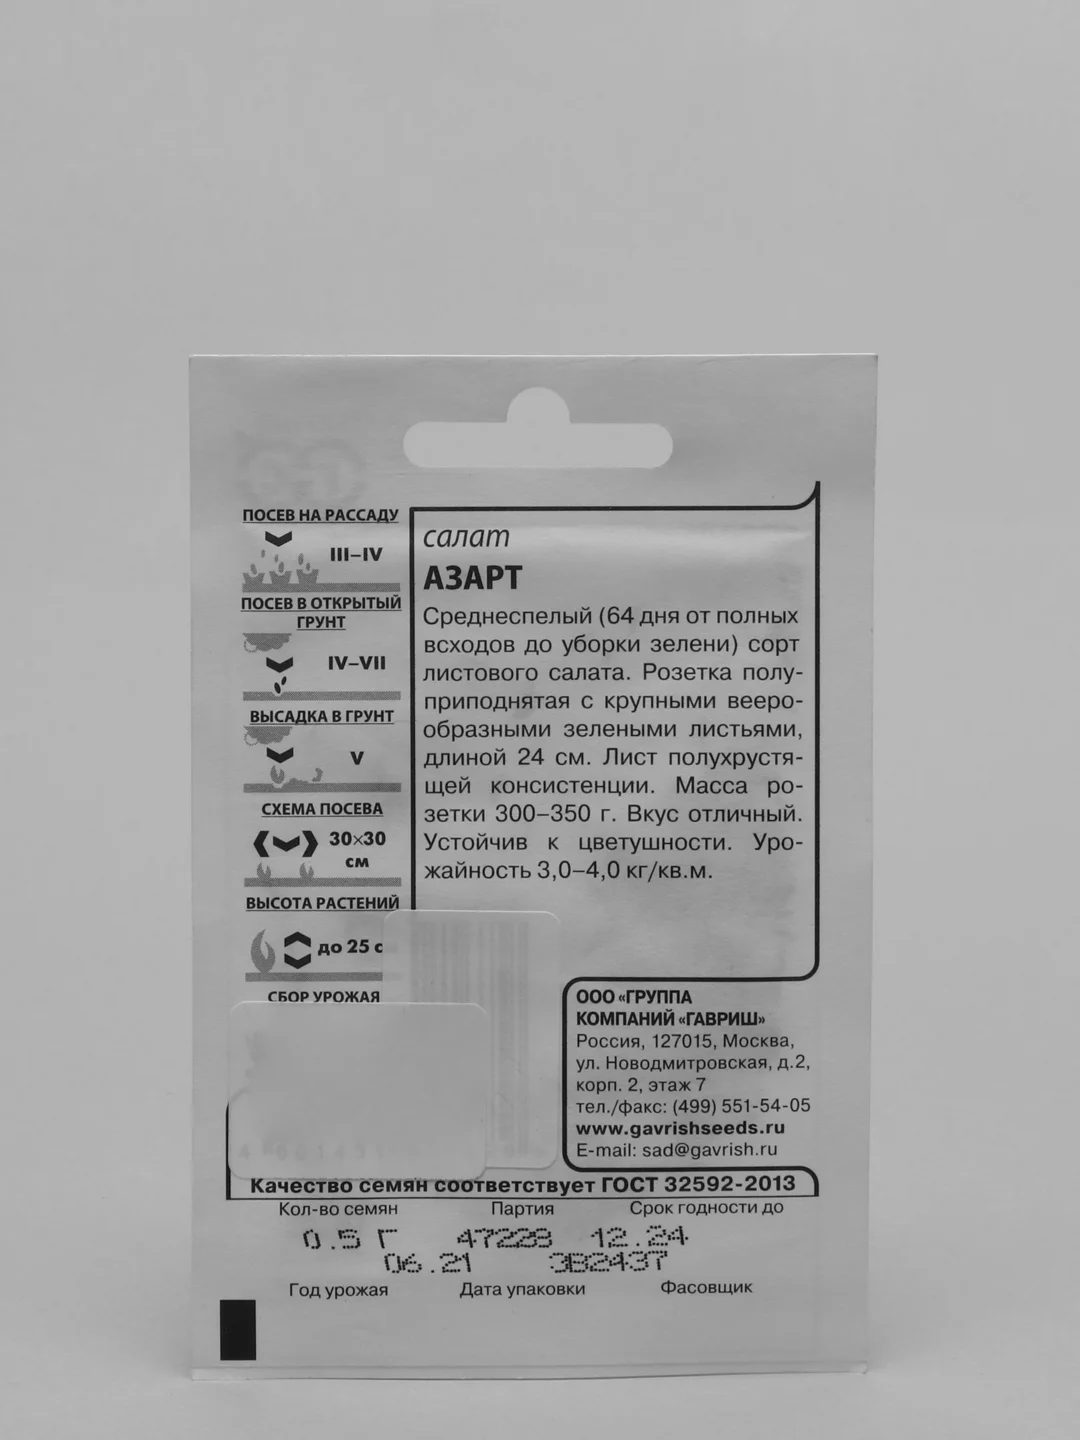 ПОСЕВ НА РАССАДУ
III–IV
ПОСЕВ В ОТКРЫТЫЙ
ГРУНТ
IV–VII
ВЫСАДКА В ГРУНТ
V
СХЕМА ПОСЕВА
30×30
см
ВЫСОТА РАСТЕНИЙ
до 25 с
СБОР УРОЖАЯ
салат
АЗАРТ
Среднеспелый (64 дня от полных
всходов до уборки зелени) сорт
листового салата. Розетка полу-
приподнятая с крупными вееро-
образными зелеными листьями,
длиной 24 см. Лист полухрустя-
щей консистенции. Масса ро-
зетки 300–350 г. Вкус отличный.
Устойчив к цветушности. Уро-
жайность 3,0–4,0 кг/кв.м.
ООО «ГРУППА
КОМПАНИЙ «ГАВРИШ»
Россия, 127015, Москва,
ул. Новодмитровская, д.2,
корп. 2, этаж 7
тел./факс: (499) 551-54-05
www.gavrishseeds.ru
E-mail: sad@gavrish.ru
Качество семян соответствует ГОСТ 32592-2013
Кол-во семян Партия Срок годности до
0.5 Г 47228 12.24
06.21 3В2437
Год урожая Дата упаковки Фасовщик